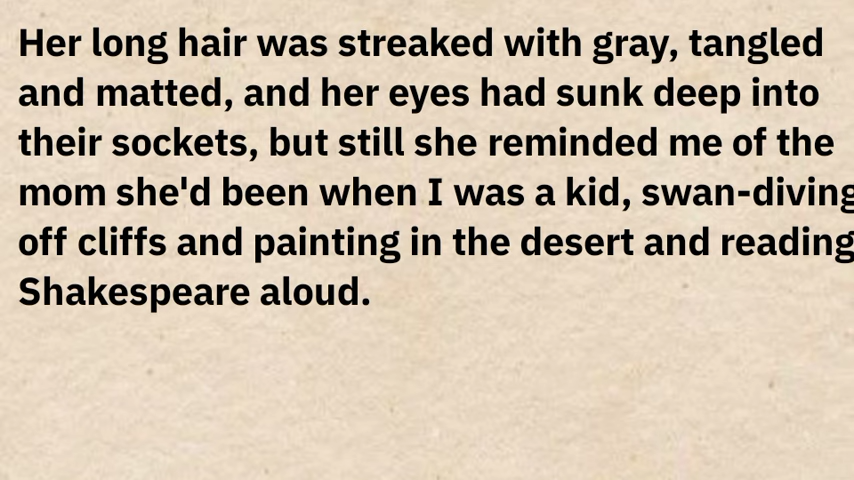 Her long hair was streaked with gray, tangled
and matted, and her eyes had sunk deep into
their sockets, but still she reminded me of the
mom she'd been when I was a kid, swan-diving
off cliffs and painting in the desert and reading
Shakespeare aloud.